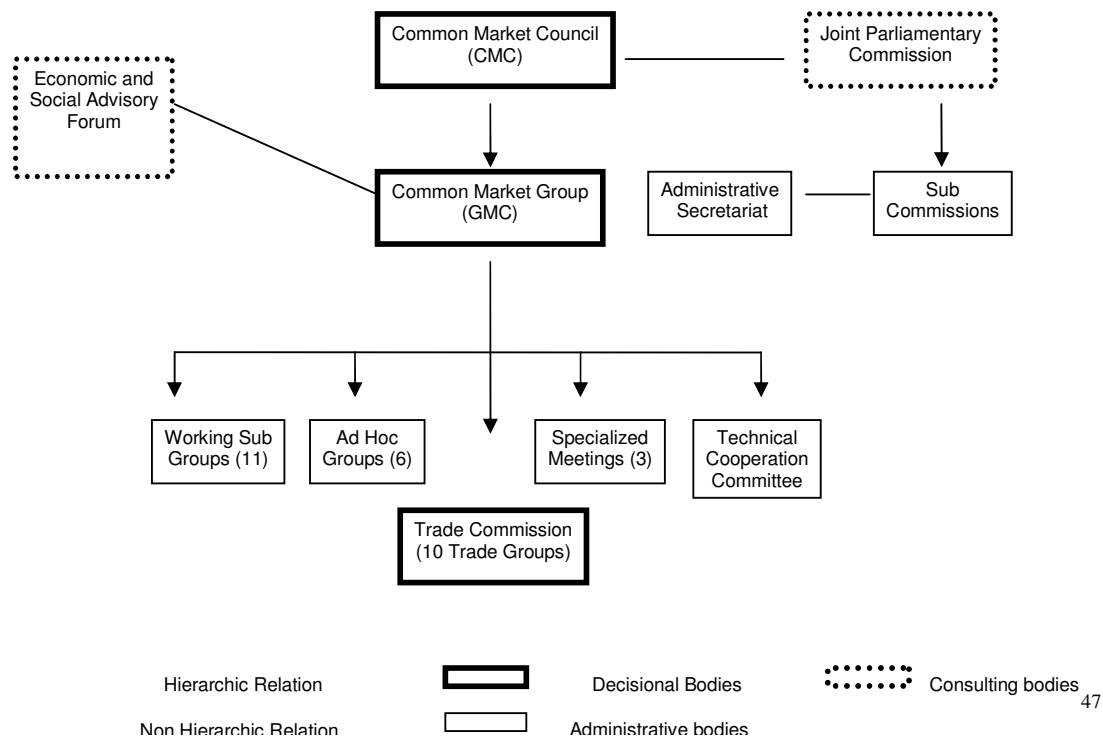 Common Market Council
(CMC)
Joint Parliamentary
Commission
Economic and
Social Advisory
Forum
Common Market Group
(GMC)
Administrative
Secretariat
Sub
Commissions
Working Sub
Groups (11)
Ad Hoc
Groups (6)
Specialized
Meetings (3)
Technical
Cooperation
Committee
Trade Commission
(10 Trade Groups)
Hierarchic Relation
Decisional Bodies
Consulting bodies
47
Non Hierarchic Relation
Administrative bodies